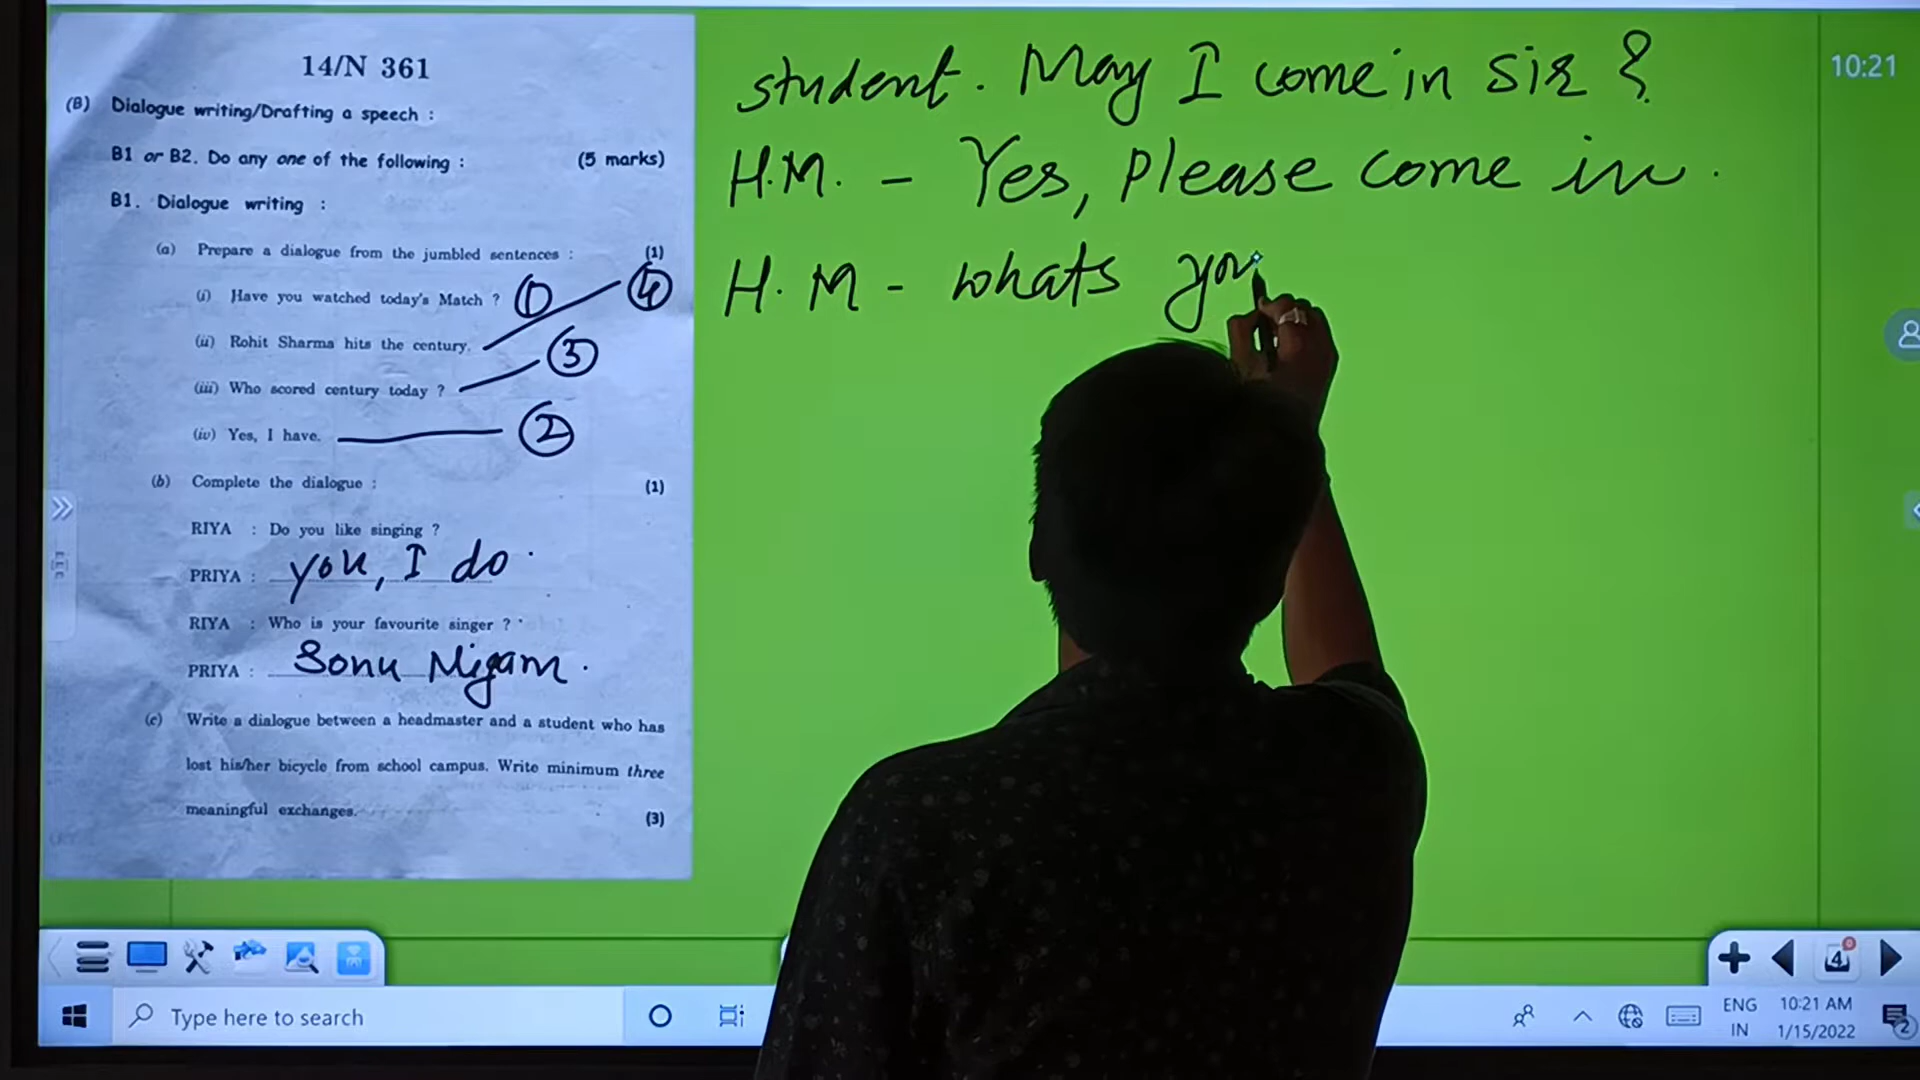 14/N 361
(B) Dialogue writing/Drafting a speech :
B1 or B2. Do any one of the following : (5 marks)
B1. Dialogue writing :
(a) Prepare a dialogue from the jumbled sentences : (1)
(i) Have you watched today's Match ? 1 4
(ii) Rohit Sharma hits the century.
3
(iii) Who scored century today ?
(iv) Yes, I have. 2
(b) Complete the dialogue : (1)
RIYA : Do you like singing ?
PRIYA : you, I do.
RIYA : Who is your favourite singer ?
PRIYA : Sonu Nigam.
(c) Write a dialogue between a headmaster and a student who has
lost his/her bicycle from school campus. Write minimum three
meaningful exchanges. (3)
student. May I come in sir ?
H.M. - Yes, Please come in.
H.M - whats you
10:21
4
0
Type here to search
ENG
IN
10:21 AM
1/15/2022
2